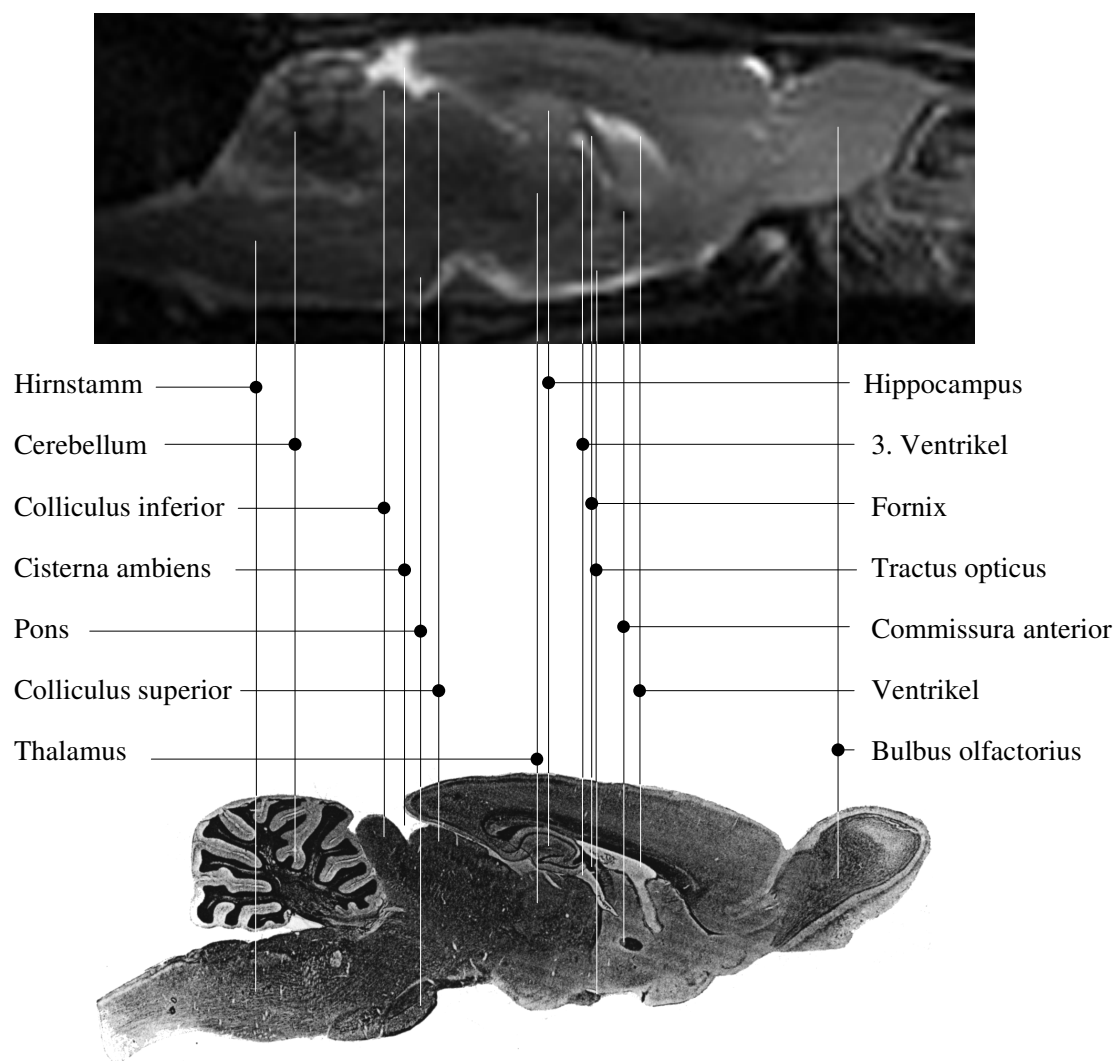 Hirnstamm
Cerebellum
Colliculus inferior
Cisterna ambiens
Pons
Colliculus superior
Thalamus
Hippocampus
3. Ventrikel
Fornix
Tractus opticus
Commissura anterior
Ventrikel
Bulbus olfactorius